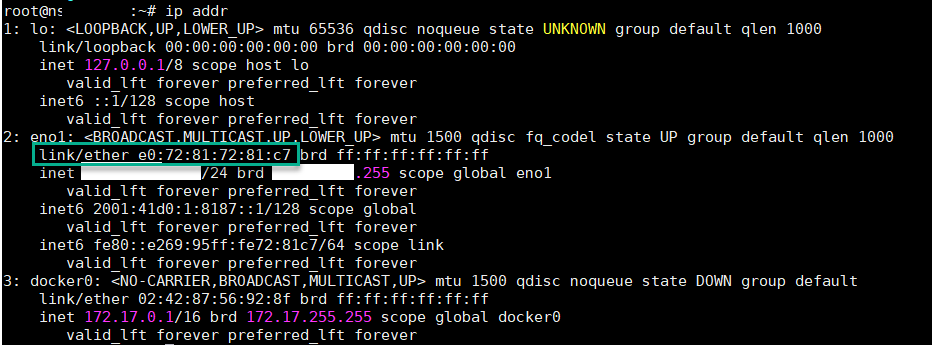 root@ns :~# ip addr
1: lo: <LOOPBACK,UP,LOWER_UP> mtu 65536 qdisc noqueue state UNKNOWN group default qlen 1000
link/loopback 00:00:00:00:00:00 brd 00:00:00:00:00:00
inet 127.0.0.1/8 scope host lo
valid_lft forever preferred_lft forever
inet6 ::1/128 scope host
valid_lft forever preferred_lft forever
2: eno1: <BROADCAST,MULTICAST,UP,LOWER_UP> mtu 1500 qdisc fq_codel state UP group default qlen 1000
link/ether e0:72:81:72:81:c7 brd ff:ff:ff:ff:ff:ff
inet /24 brd .255 scope global eno1
valid_lft forever preferred_lft forever
inet6 2001:41d0:1:8187::1/128 scope global
valid_lft forever preferred_lft forever
inet6 fe80::e269:95ff:fe72:81c7/64 scope link
valid_lft forever preferred_lft forever
3: docker0: <NO-CARRIER,BROADCAST,MULTICAST,UP> mtu 1500 qdisc noqueue state DOWN group default
link/ether 02:42:87:56:92:8f brd ff:ff:ff:ff:ff:ff
inet 172.17.0.1/16 brd 172.17.255.255 scope global docker0
valid_lft forever preferred_lft forever